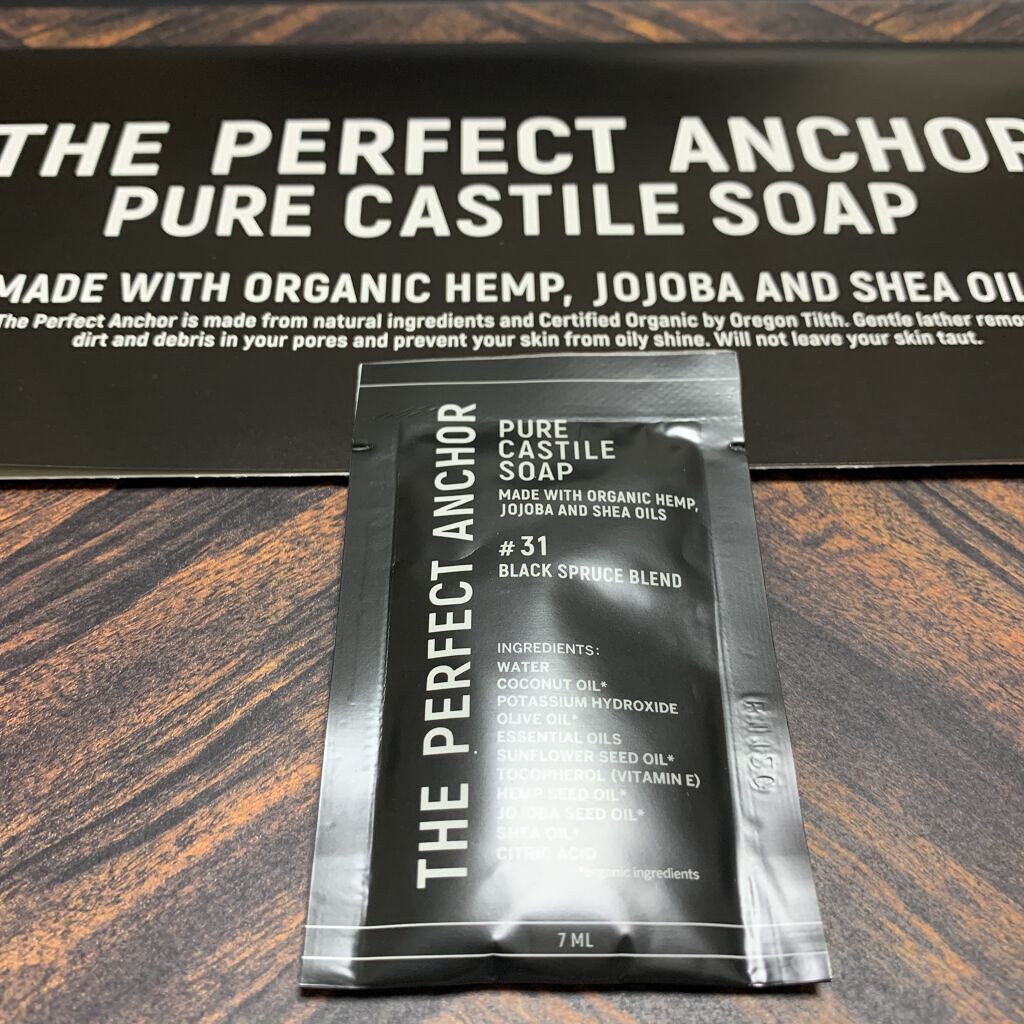 THE PERFECT ANCHOR
PURE CASTILE SOAP
MADE WITH ORGANIC HEMP, JOJOBA AND SHEA OIL
The Perfect Anchor is made from natural ingredients and Certified Organic by Oregon Tilth. Gentle lather
dirt and debris in your pores and prevent your skin from oily shine. Will not leave your skin taut.
THE PERFECT ANCHOR
PURE
CASTILE
SOAP
MADE WITH ORGANIC HEMP,
JOJOBA AND SHEA OILS
# 31
BLACK SPRUCE BLEND
INGREDIENTS:
WATER
COCONUT OIL*
POTASSIUM HYDROXIDE
OLIVE OIL*
ESSENTIAL OILS
SUNFLOWER SEED OIL*
TOCOPHEROL (VITAMIN E)
HEMP SEED OIL*
JOJOBA SEED OIL*
SHEA OIL*
CITRIC ACID
*organic ingredients
7 ML